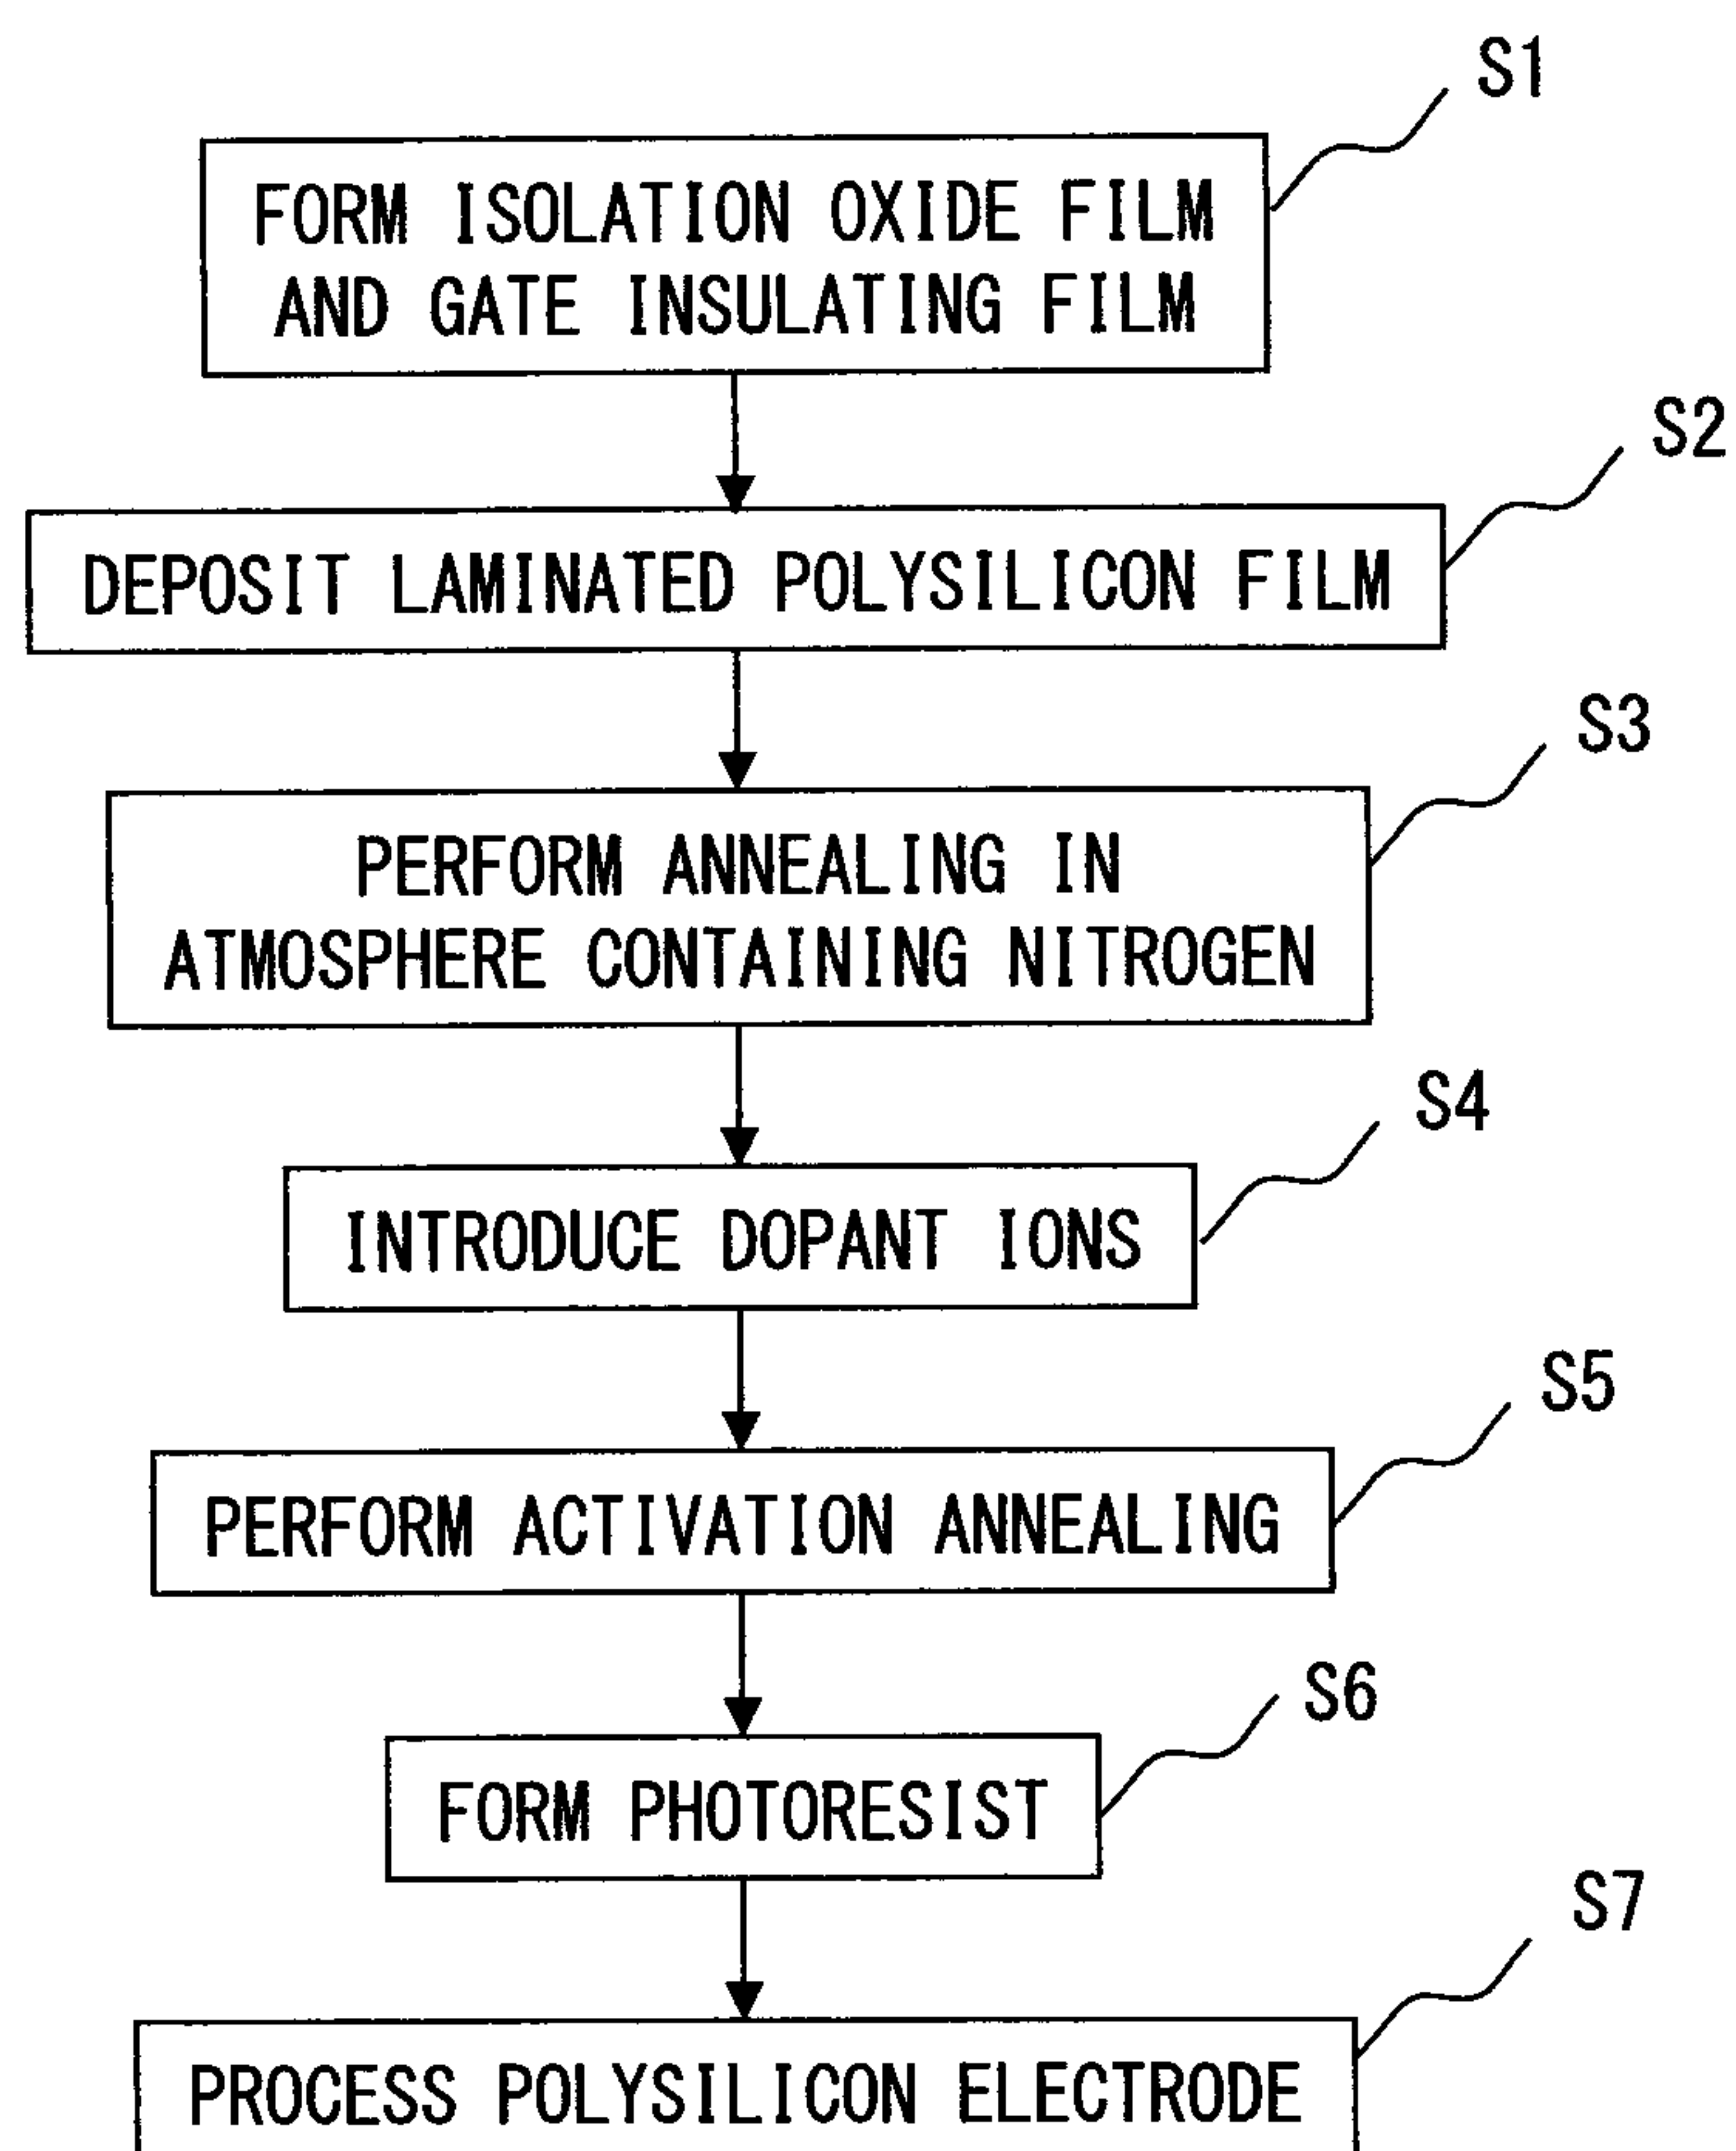 S1
FORM ISOLATION OXIDE FILM
AND GATE INSULATING FILM
S2
DEPOSIT LAMINATED POLYSILICON FILM
S3
PERFORM ANNEALING IN
ATMOSPHERE CONTAINING NITROGEN
S4
INTRODUCE DOPANT IONS
S5
PERFORM ACTIVATION ANNEALING
S6
FORM PHOTORESIST
S7
PROCESS POLYSILICON ELECTRODE